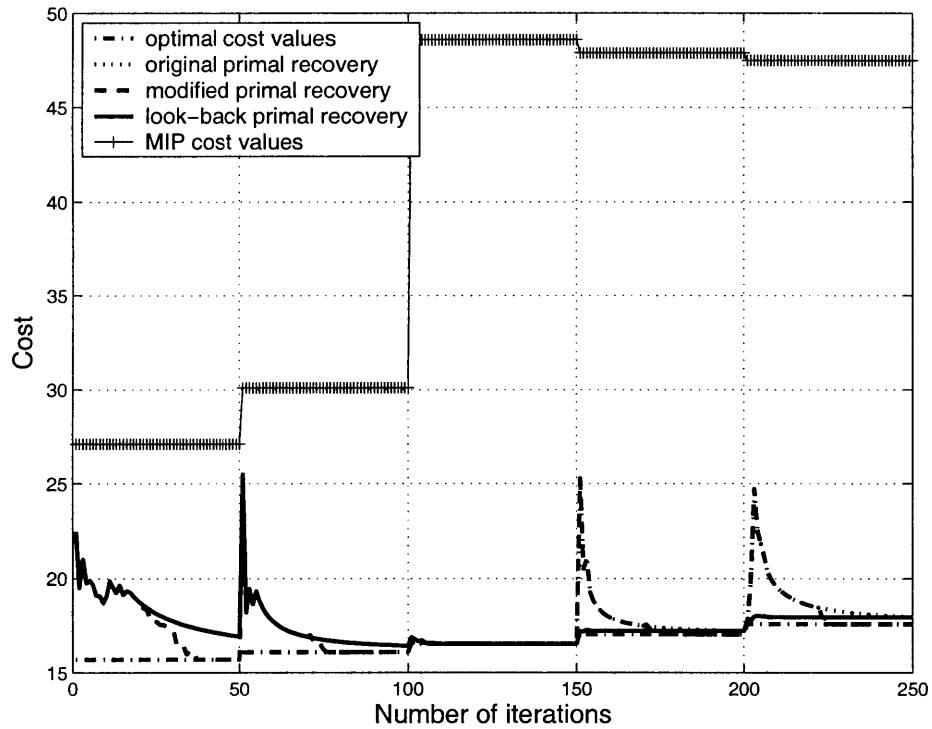 50
45
40
35
30
25
20
15
Cost
optimal cost values
original primal recovery
modified primal recovery
look-back primal recovery
MIP cost values
0 50 100 150 200 250
Number of iterations